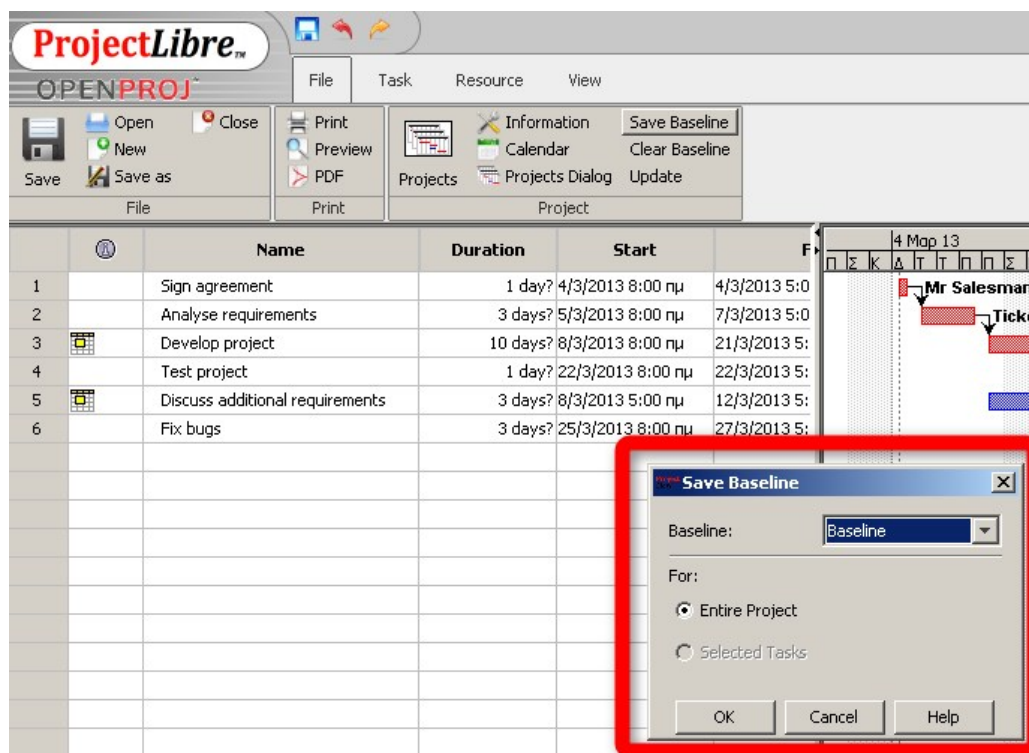 ProjectLibre™
OPENPROJ™
File Task Resource View
Open Close Print Information Save Baseline
New Preview Calendar Clear Baseline
Save Save as PDF Projects Projects Dialog Update
File Print Project
Name Duration Start F 4 Μαρ 13
Π Σ Κ Δ Τ Τ Π Π Σ
1 Sign agreement 1 day? 4/3/2013 8:00 πμ 4/3/2013 5:0 Mr Salesman
2 Analyse requirements 3 days? 5/3/2013 8:00 πμ 7/3/2013 5:0 Ticke
3 Develop project 10 days? 8/3/2013 8:00 πμ 21/3/2013 5:
4 Test project 1 day? 22/3/2013 8:00 πμ 22/3/2013 5:
5 Discuss additional requirements 3 days? 8/3/2013 5:00 πμ 12/3/2013 5:
6 Fix bugs 3 days? 25/3/2013 8:00 πμ 27/3/2013 5:
Save Baseline
Baseline: Baseline
For:
Entire Project
Selected Tasks
OK Cancel Help